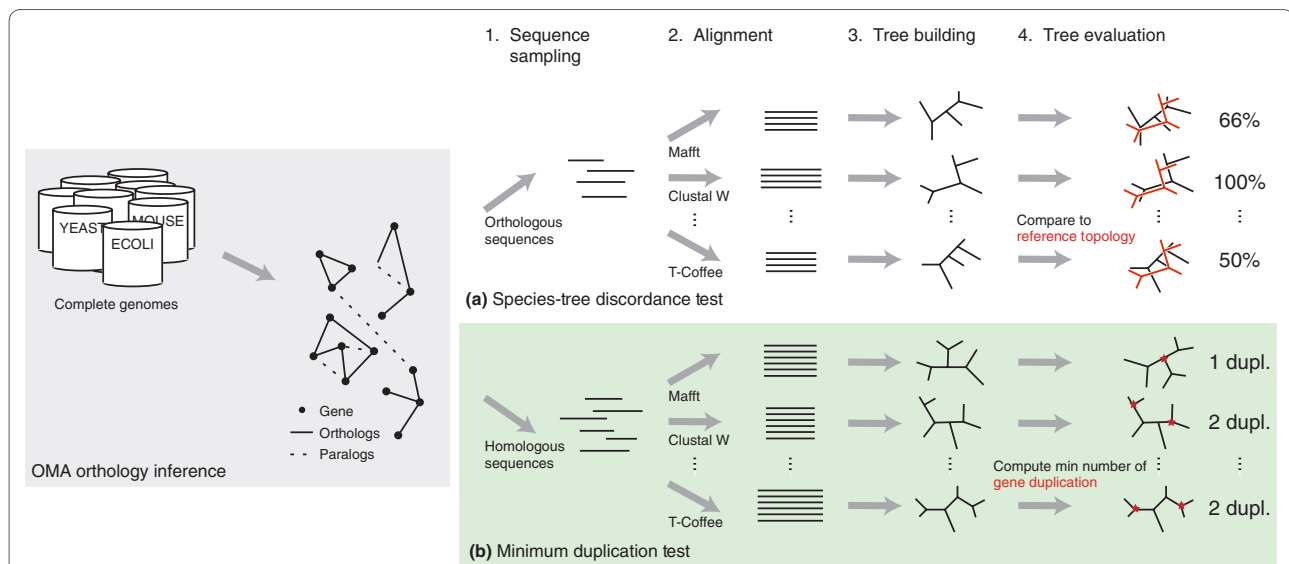 1. Sequence sampling
2. Alignment
3. Tree building
4. Tree evaluation
YEAST
MOUSE
ECOLI
Complete genomes
Gene
Orthologs
Paralogs
OMA orthology inference
Orthologous sequences
Mafft
Clustal W
T-Coffee
Compare to reference topology
66%
100%
50%
(a) Species-tree discordance test
Homologous sequences
Mafft
Clustal W
T-Coffee
Compute min number of gene duplication
1 dupl.
2 dupl.
2 dupl.
(b) Minimum duplication test